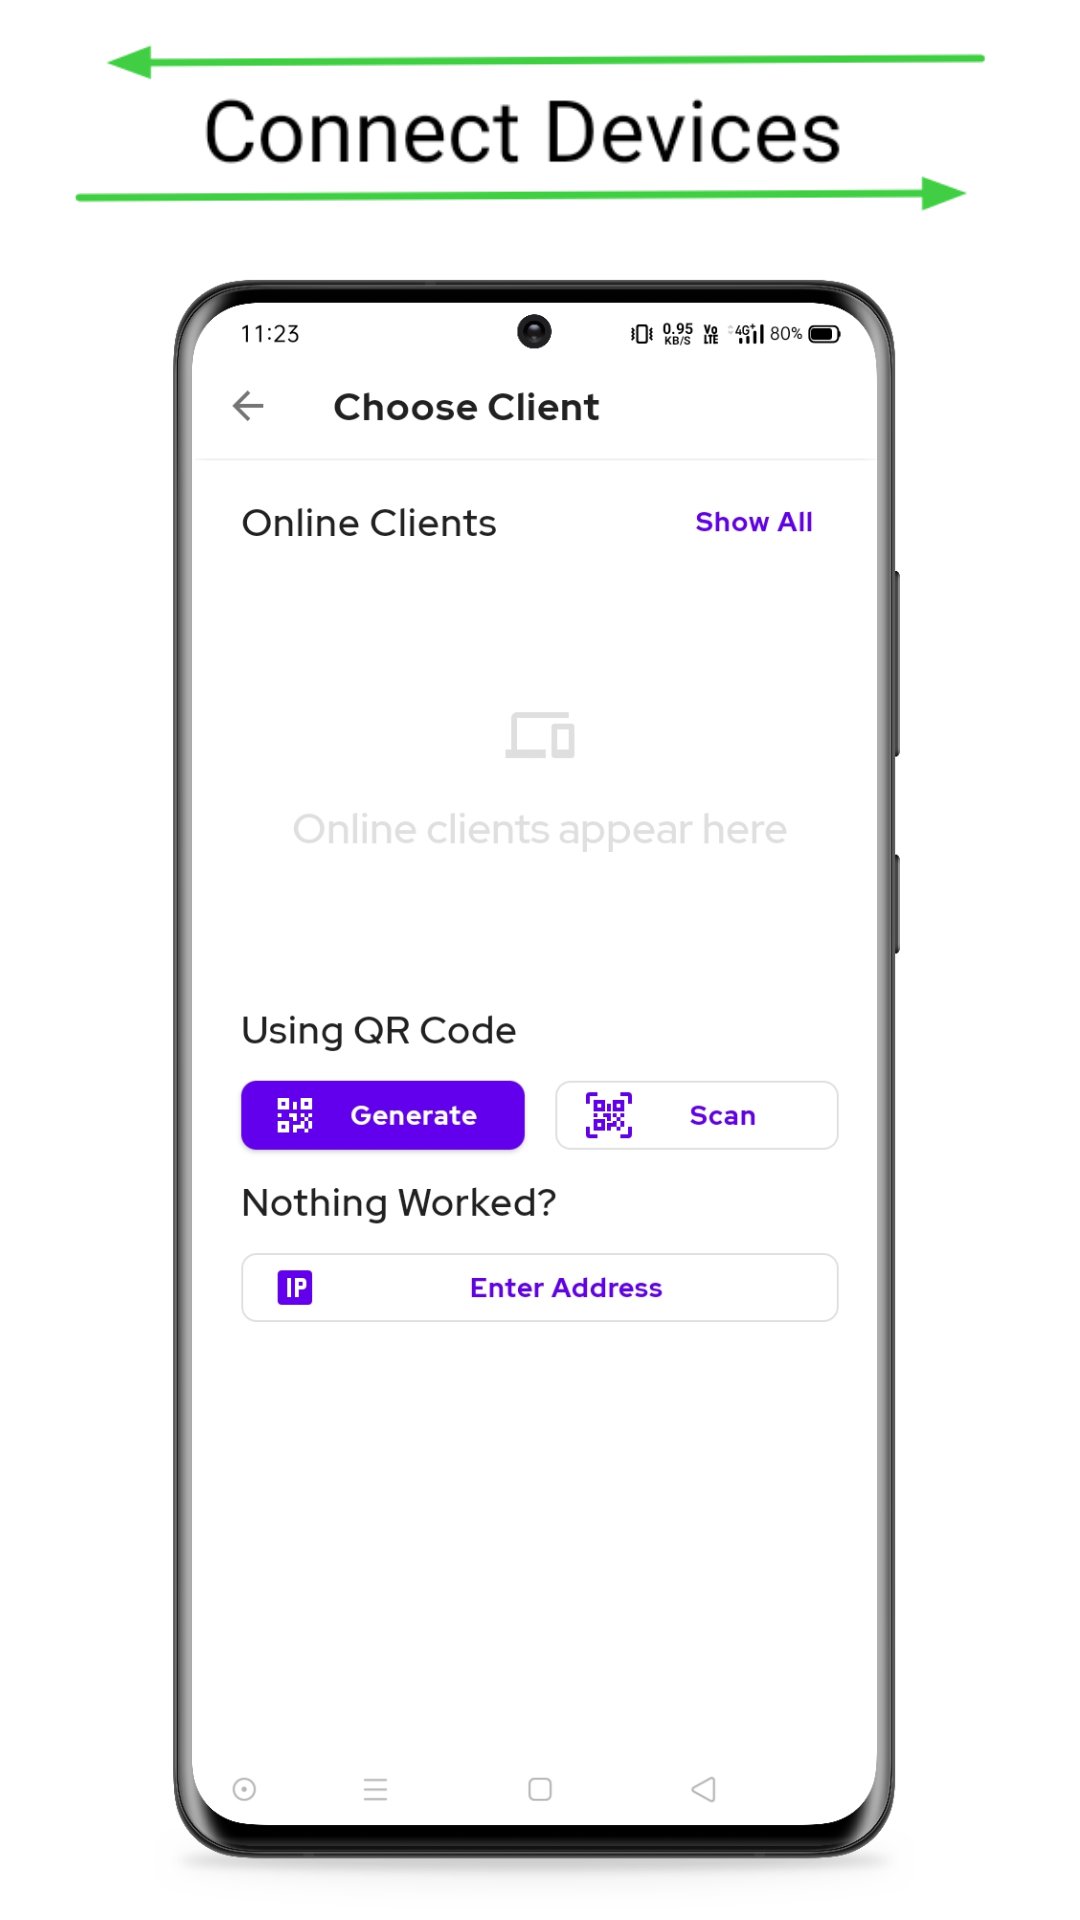 Connect Devices
11:23 0.95 KB/S Vo LTE 4G+ 80%
Choose Client
Online Clients Show All
Online clients appear here
Using QR Code
Generate Scan
Nothing Worked?
IP Enter Address